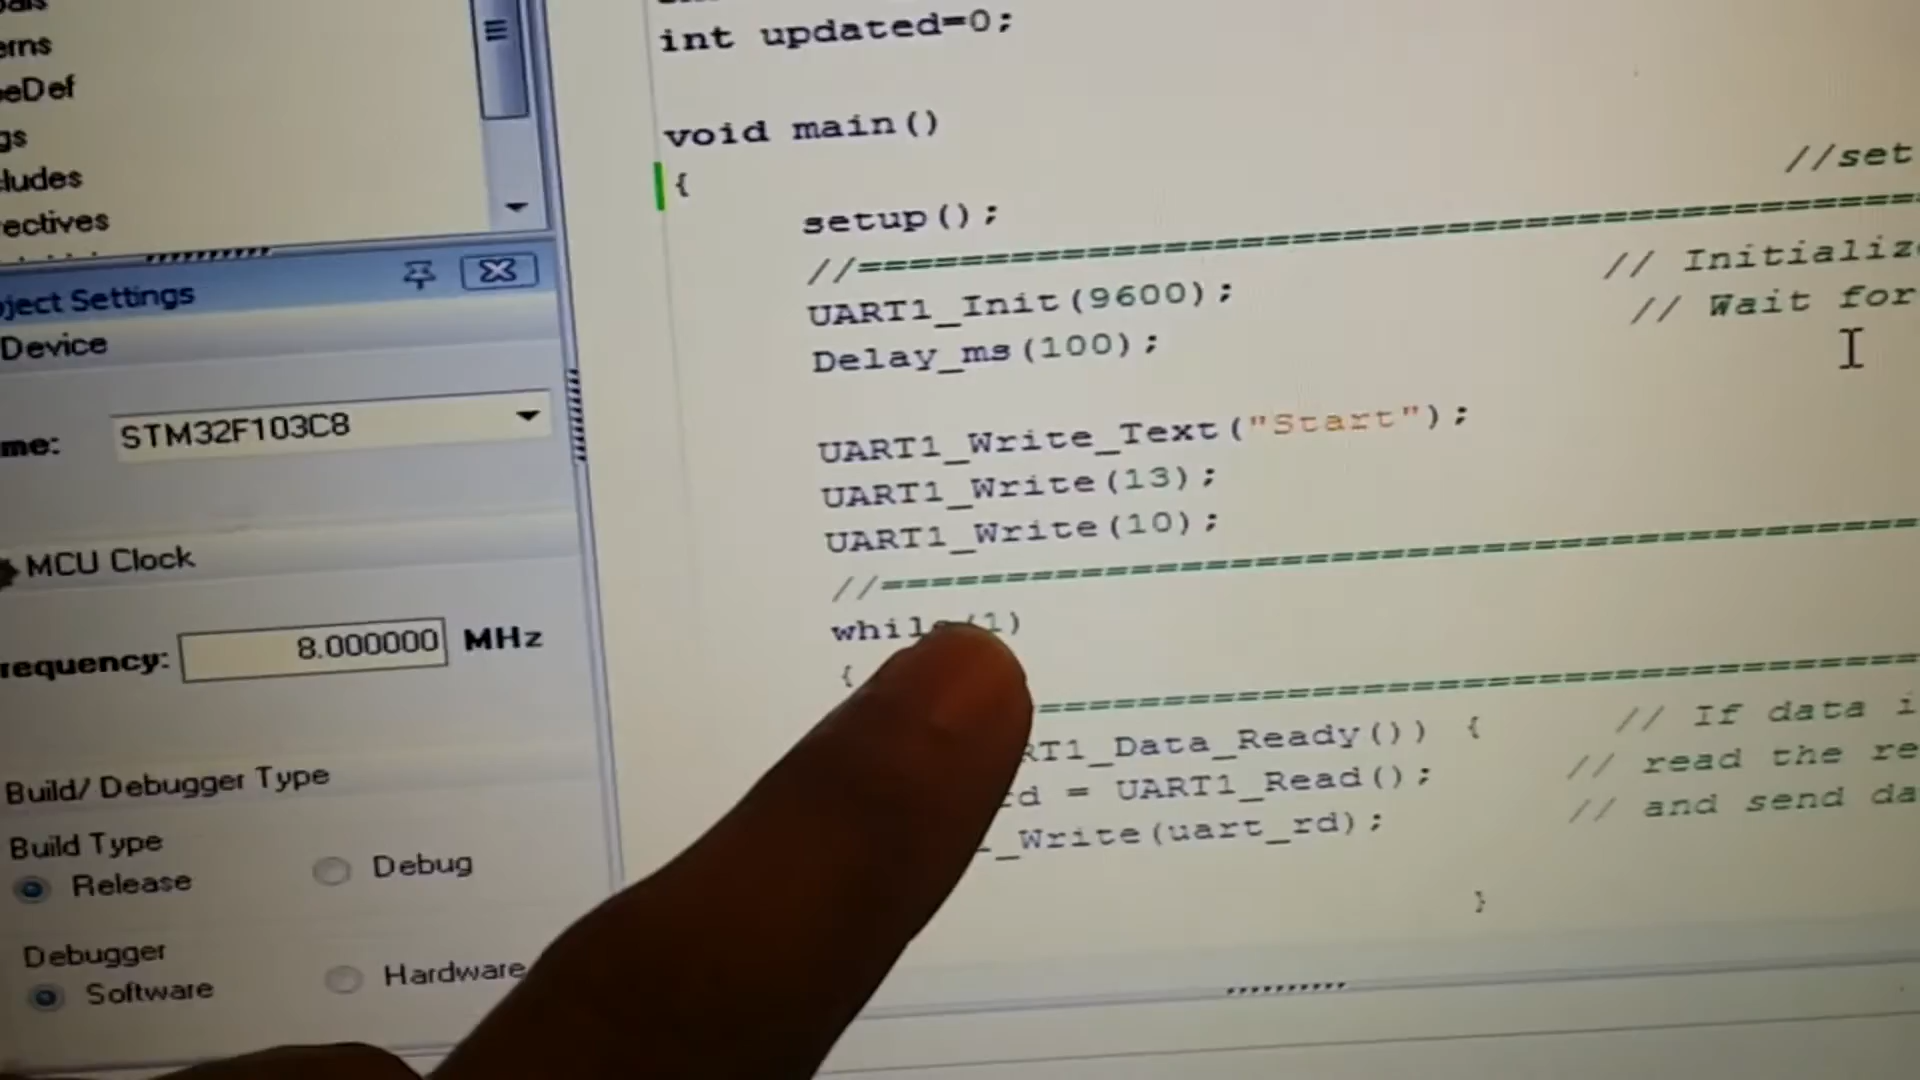 erns
eDef
gs
ludes
ectives
ject Settings
Device
me: STM32F103C8
MCU Clock
requency: 8.000000 MHz
Build/ Debugger Type
Build Type
Release Debug
Debugger
Software Hardware
int updated=0;
void main()
{ //set
setup();
//==========================================
UART1_Init(9600); // Initializ
Delay_ms(100); // Wait for
UART1_Write_Text("Start");
UART1_Write(13);
UART1_Write(10);
//==========================================
while(1)
{
==========================================
RT1_Data_Ready()) { // If data i
rd = UART1_Read(); // read the re
_Write(uart_rd); // and send da
}